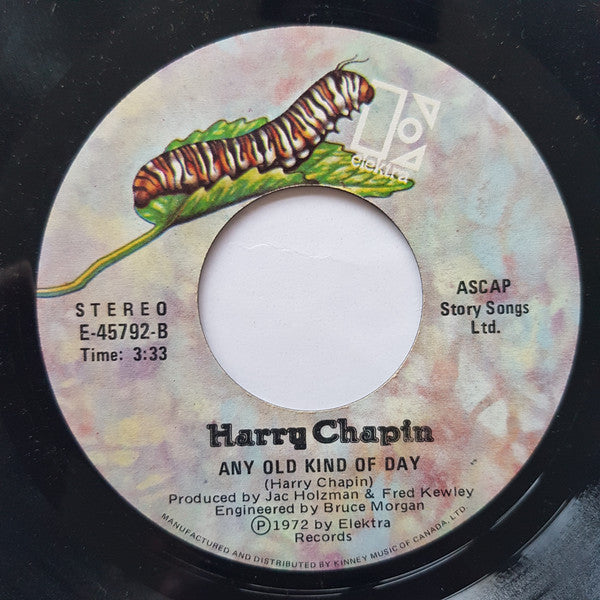 elektra
STEREO
E-45792-B
Time: 3:33
ASCAP
Story Songs
Ltd.
Harry Chapin
ANY OLD KIND OF DAY
(Harry Chapin)
Produced by Jac Holzman & Fred Kewley
Engineered by Bruce Morgan
Ⓟ1972 by Elektra
Records
MANUFACTURED AND DISTRIBUTED BY KINNEY MUSIC OF CANADA, LTD.